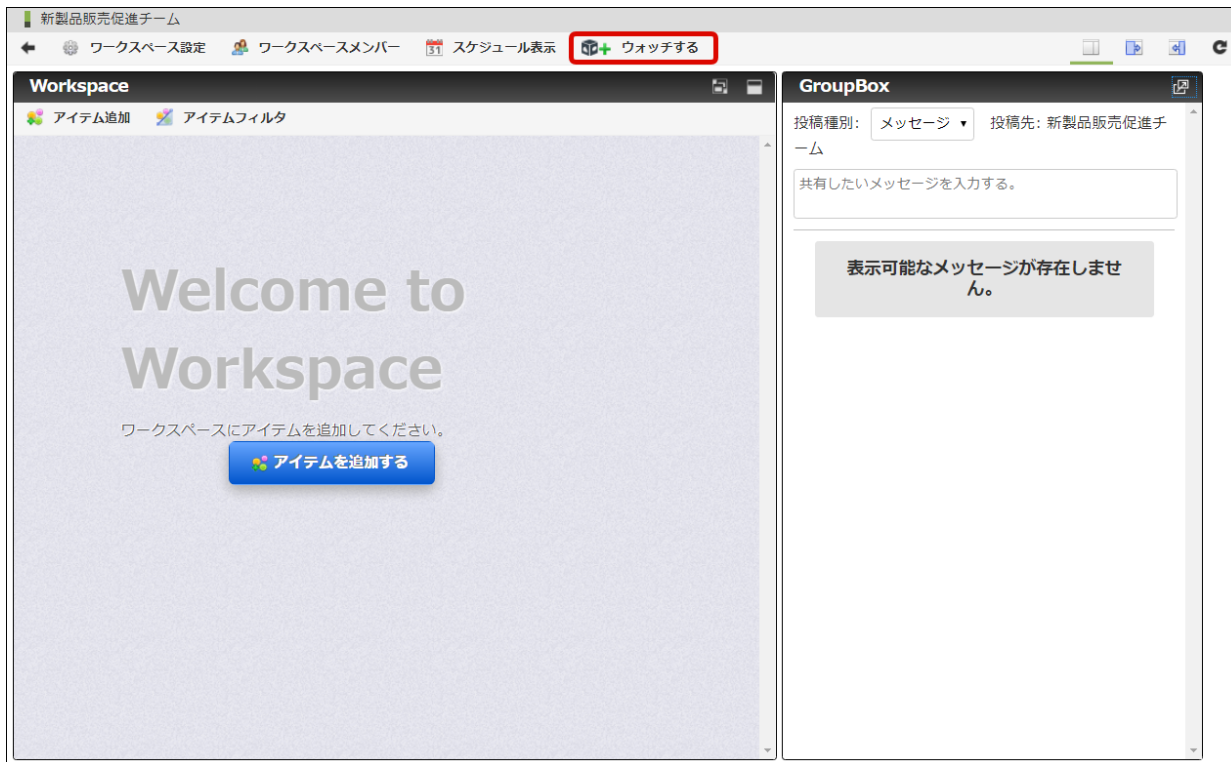 新製品販売促進チーム
ワークスペース設定 ワークスペースメンバー 31 スケジュール表示 ウォッチする
Workspace
アイテム追加 アイテムフィルタ
Welcome to
Workspace
ワークスペースにアイテムを追加してください。
アイテムを追加する
GroupBox
投稿種別: メッセージ 投稿先: 新製品販売促進チ
ーム
共有したいメッセージを入力する。
表示可能なメッセージが存在しませ
ん。